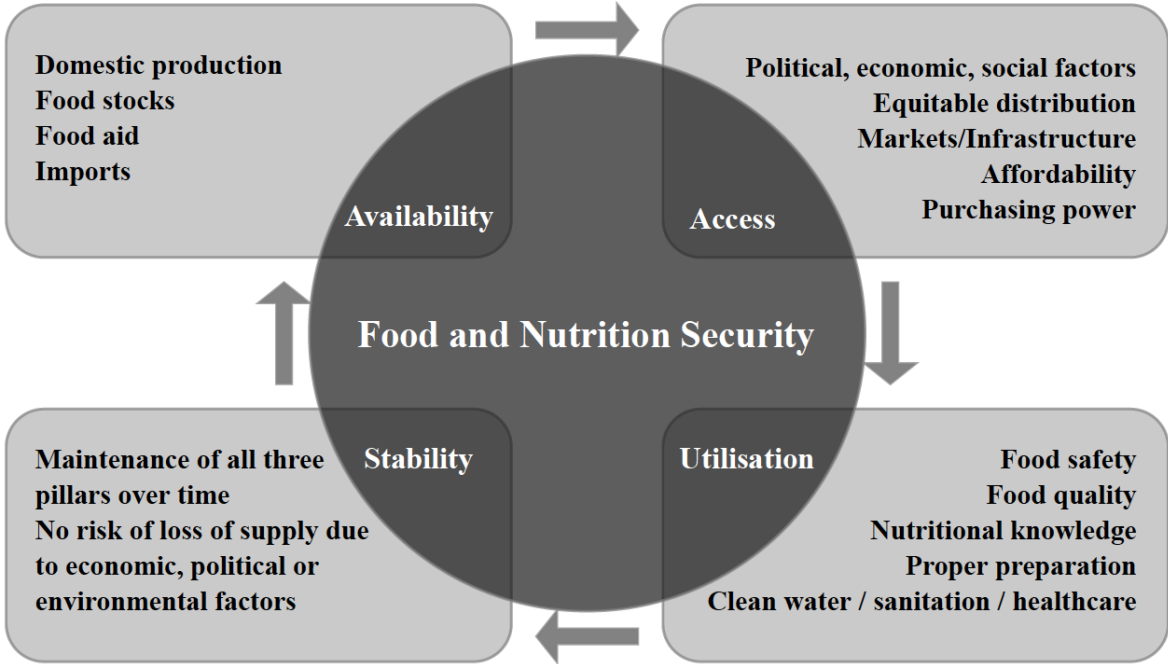 Domestic production
Food stocks
Food aid
Imports
Availability
Political, economic, social factors
Equitable distribution
Markets/Infrastructure
Affordability
Purchasing power
Access
Food and Nutrition Security
Stability
Maintenance of all three
pillars over time
No risk of loss of supply due
to economic, political or
environmental factors
Utilisation
Food safety
Food quality
Nutritional knowledge
Proper preparation
Clean water / sanitation / healthcare